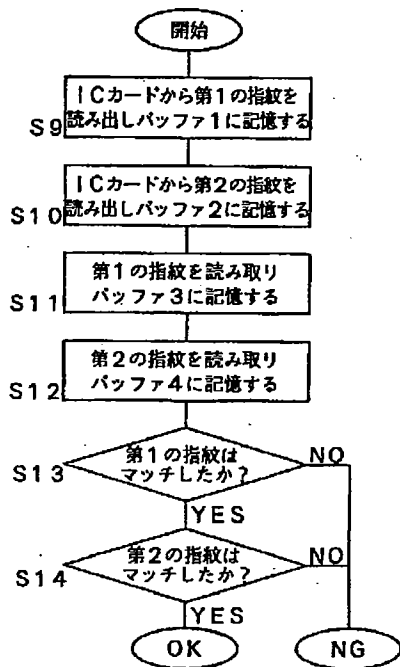 開始
ICカードから第1の指紋を
読み出しバッファ1に記憶する
S9
ICカードから第2の指紋を
読み出しバッファ2に記憶する
S10
第1の指紋を読み取り
バッファ3に記憶する
S11
第2の指紋を読み取り
バッファ4に記憶する
S12
第1の指紋は
マッチしたか?
NO
S13
YES
第2の指紋は
マッチしたか?
NO
S14
YES
OK
NG